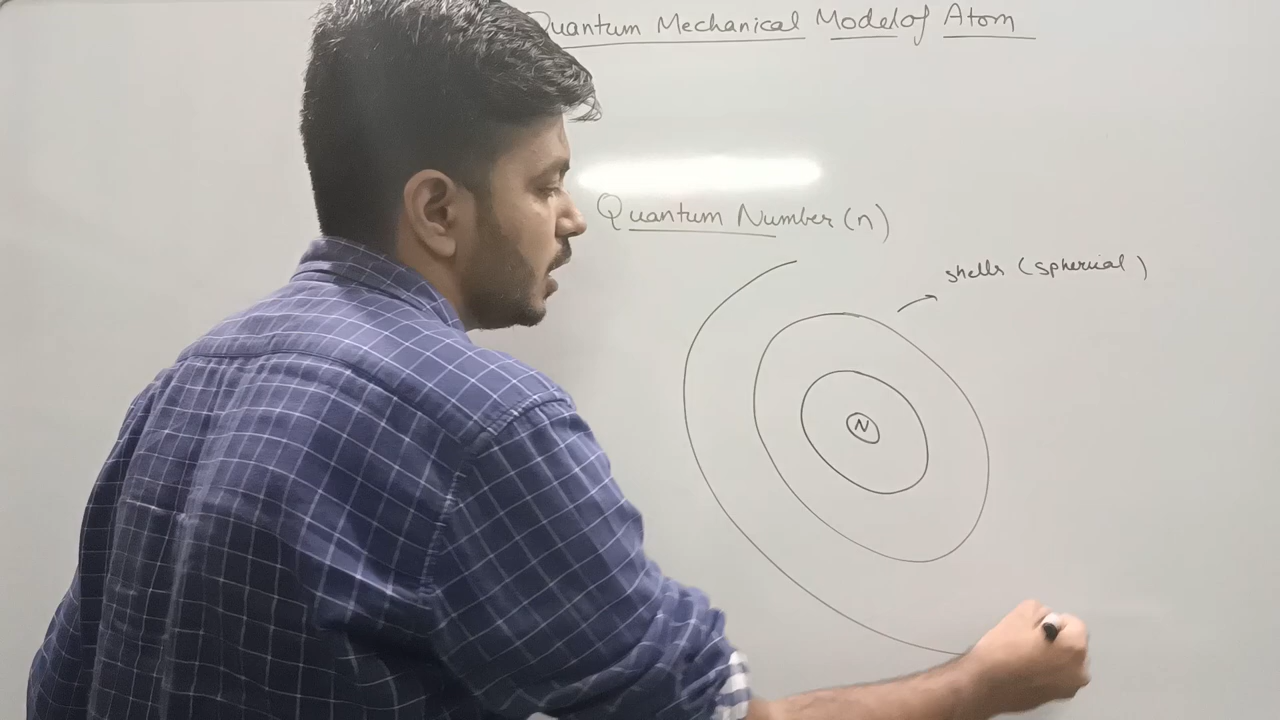 Quantum Mechanical Model of Atom
Quantum Number (n)
shells (spherical)
N